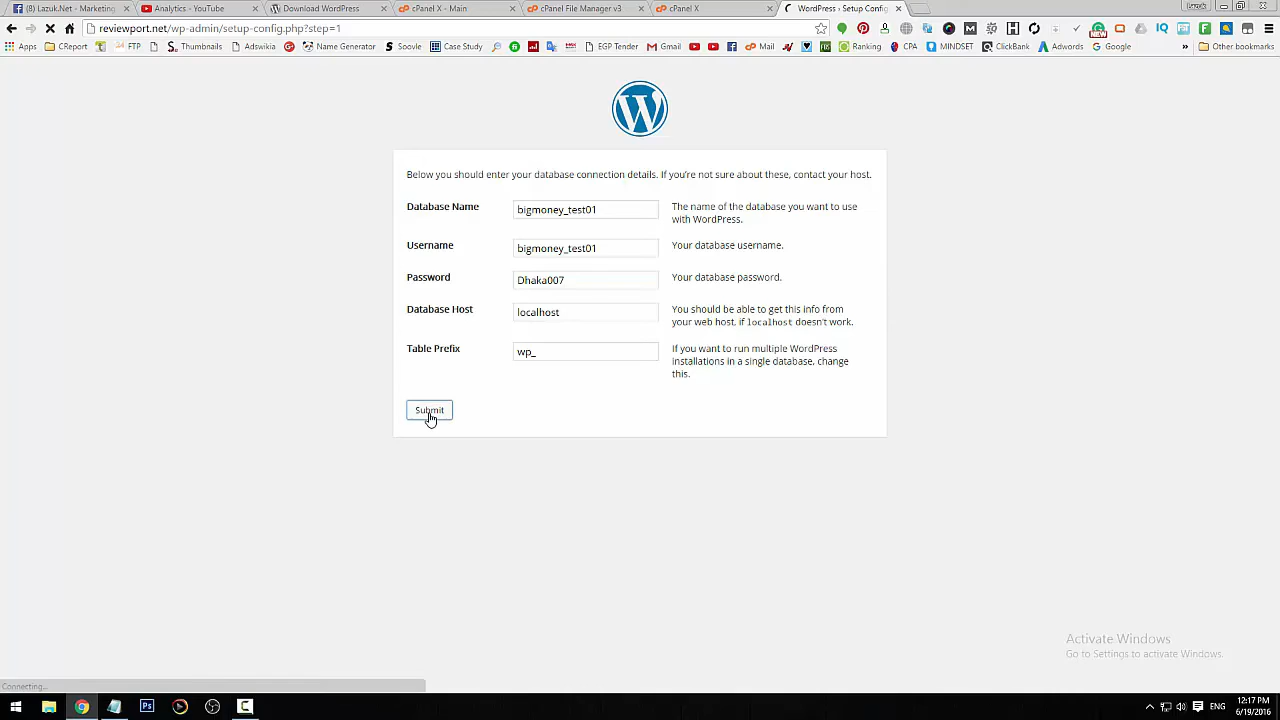 (8) Lazuk.Net - Marketing
Analytics - YouTube
Download WordPress
cPanel X - Main
cPanel File Manager v3
cPanel X
WordPress › Setup Config
reviewport.net/wp-admin/setup-config.php?step=1
Apps CReport FTP Thumbnails Adswikia Name Generator Soovle Case Study EGP Tender Gmail Mail Ranking CPA MINDSET ClickBank Adwords Google » Other bookmarks
Below you should enter your database connection details. If you're not sure about these, contact your host.
Database Name
bigmoney_test01
The name of the database you want to use
with WordPress.
Username
bigmoney_test01
Your database username.
Password
Dhaka007
Your database password.
Database Host
localhost
You should be able to get this info from
your web host, if localhost doesn't work.
Table Prefix
wp_
If you want to run multiple WordPress
installations in a single database, change
this.
Submit
Activate Windows
Go to Settings to activate Windows.
Connecting...
ENG
12:17 PM
6/19/2016